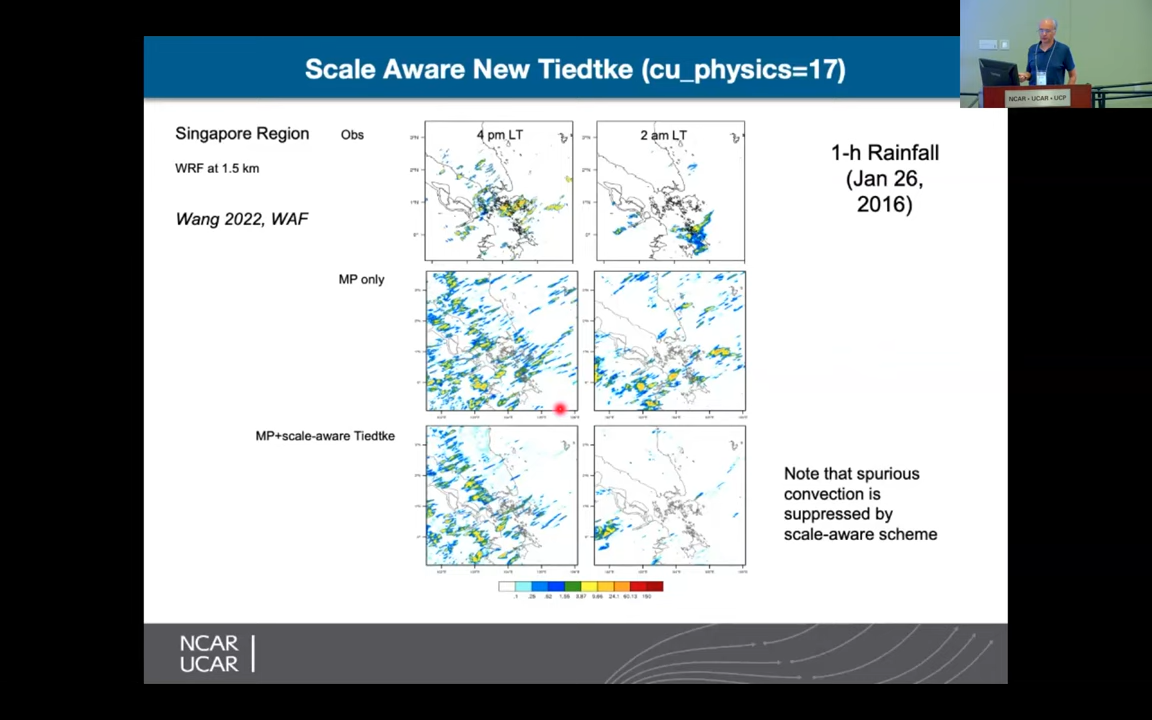 Scale Aware New Tiedtke (cu_physics=17)
NCAR • UCAR • UCP
Singapore Region
Obs
4 pm LT
2 am LT
1-h Rainfall
(Jan 26,
2016)
WRF at 1.5 km
Wang 2022, WAF
MP only
MP+scale-aware Tiedtke
Note that spurious
convection is
suppressed by
scale-aware scheme
NCAR
UCAR